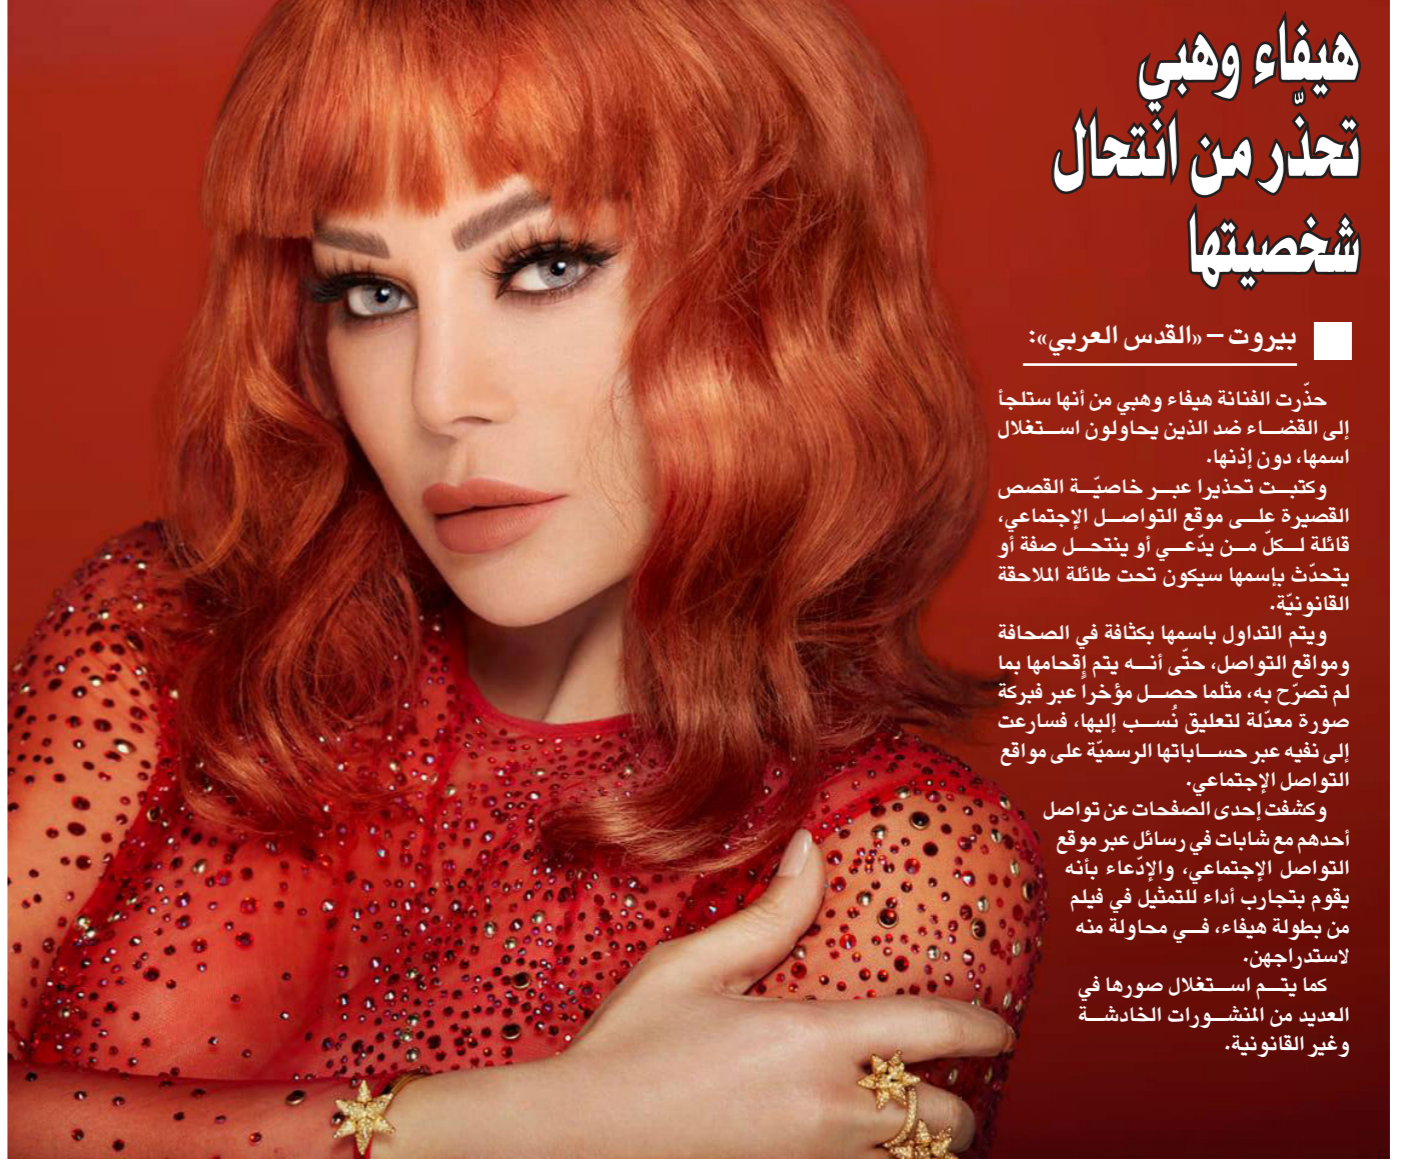 هيفاء وهبي
تحذّر من انتحال
شخصيتها
بيروت – «القدس العربي»:
حذّرت الفنانة هيفاء وهبي من أنها ستلجأ
إلى القضاء ضد الذين يحاولون استغلال
اسمها، دون إذنها.
وكتبت تحذيرا عبر خاصيّة القصص
القصيرة على موقع التواصل الإجتماعي،
قائلة لكلّ من يدّعي أو ينتحل صفة أو
يتحدّث بإسمها سيكون تحت طائلة الملاحقة
القانونيّة.
ويتم التداول باسمها بكثافة في الصحافة
ومواقع التواصل، حتّى أنه يتم إقحامها بما
لم تصرّح به، مثلما حصل مؤخراً عبر فبركة
صورة معدّلة لتعليق نُسب إليها، فسارعت
إلى نفيه عبر حساباتها الرسميّة على مواقع
التواصل الإجتماعي.
وكشفت إحدى الصفحات عن تواصل
أحدهم مع شابات في رسائل عبر موقع
التواصل الإجتماعي، والإدّعاء بأنه
يقوم بتجارب أداء للتمثيل في فيلم
من بطولة هيفاء، في محاولة منه
لاستدراجهن.
كما يتم استغلال صورها في
العديد من المنشورات الخادشة
وغير القانونية.